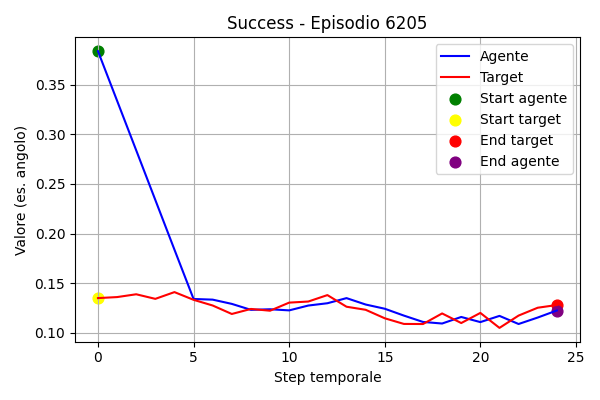 Success - Episodio 6205
Agente
Target
Start agente
Start target
End target
End agente
Valore (es. angolo)
0.35
0.30
0.25
0.20
0.15
0.10
0
5
10
15
20
25
Step temporale